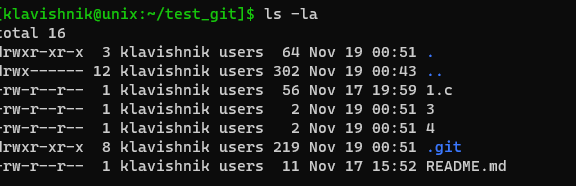 [klavishnik@unix:~/test_git]$ ls -la
total 16
drwxr-xr-x 3 klavishnik users 64 Nov 19 00:51 .
drwx------ 12 klavishnik users 302 Nov 19 00:43 ..
-rw-r--r-- 1 klavishnik users 56 Nov 17 19:59 1.c
-rw-r--r-- 1 klavishnik users 2 Nov 19 00:51 3
-rw-r--r-- 1 klavishnik users 2 Nov 19 00:51 4
drwxr-xr-x 8 klavishnik users 219 Nov 19 00:51 .git
-rw-r--r-- 1 klavishnik users 11 Nov 17 15:52 README.md